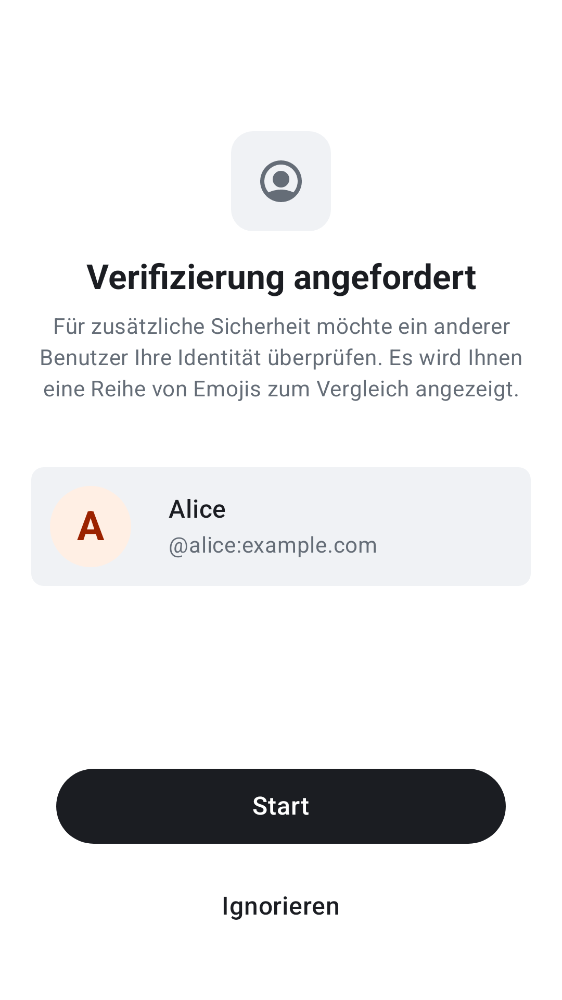 Verifizierung angefordert
Für zusätzliche Sicherheit möchte ein anderer
Benutzer Ihre Identität überprüfen. Es wird Ihnen
eine Reihe von Emojis zum Vergleich angezeigt.
A
Alice
@alice:example.com
Start
Ignorieren